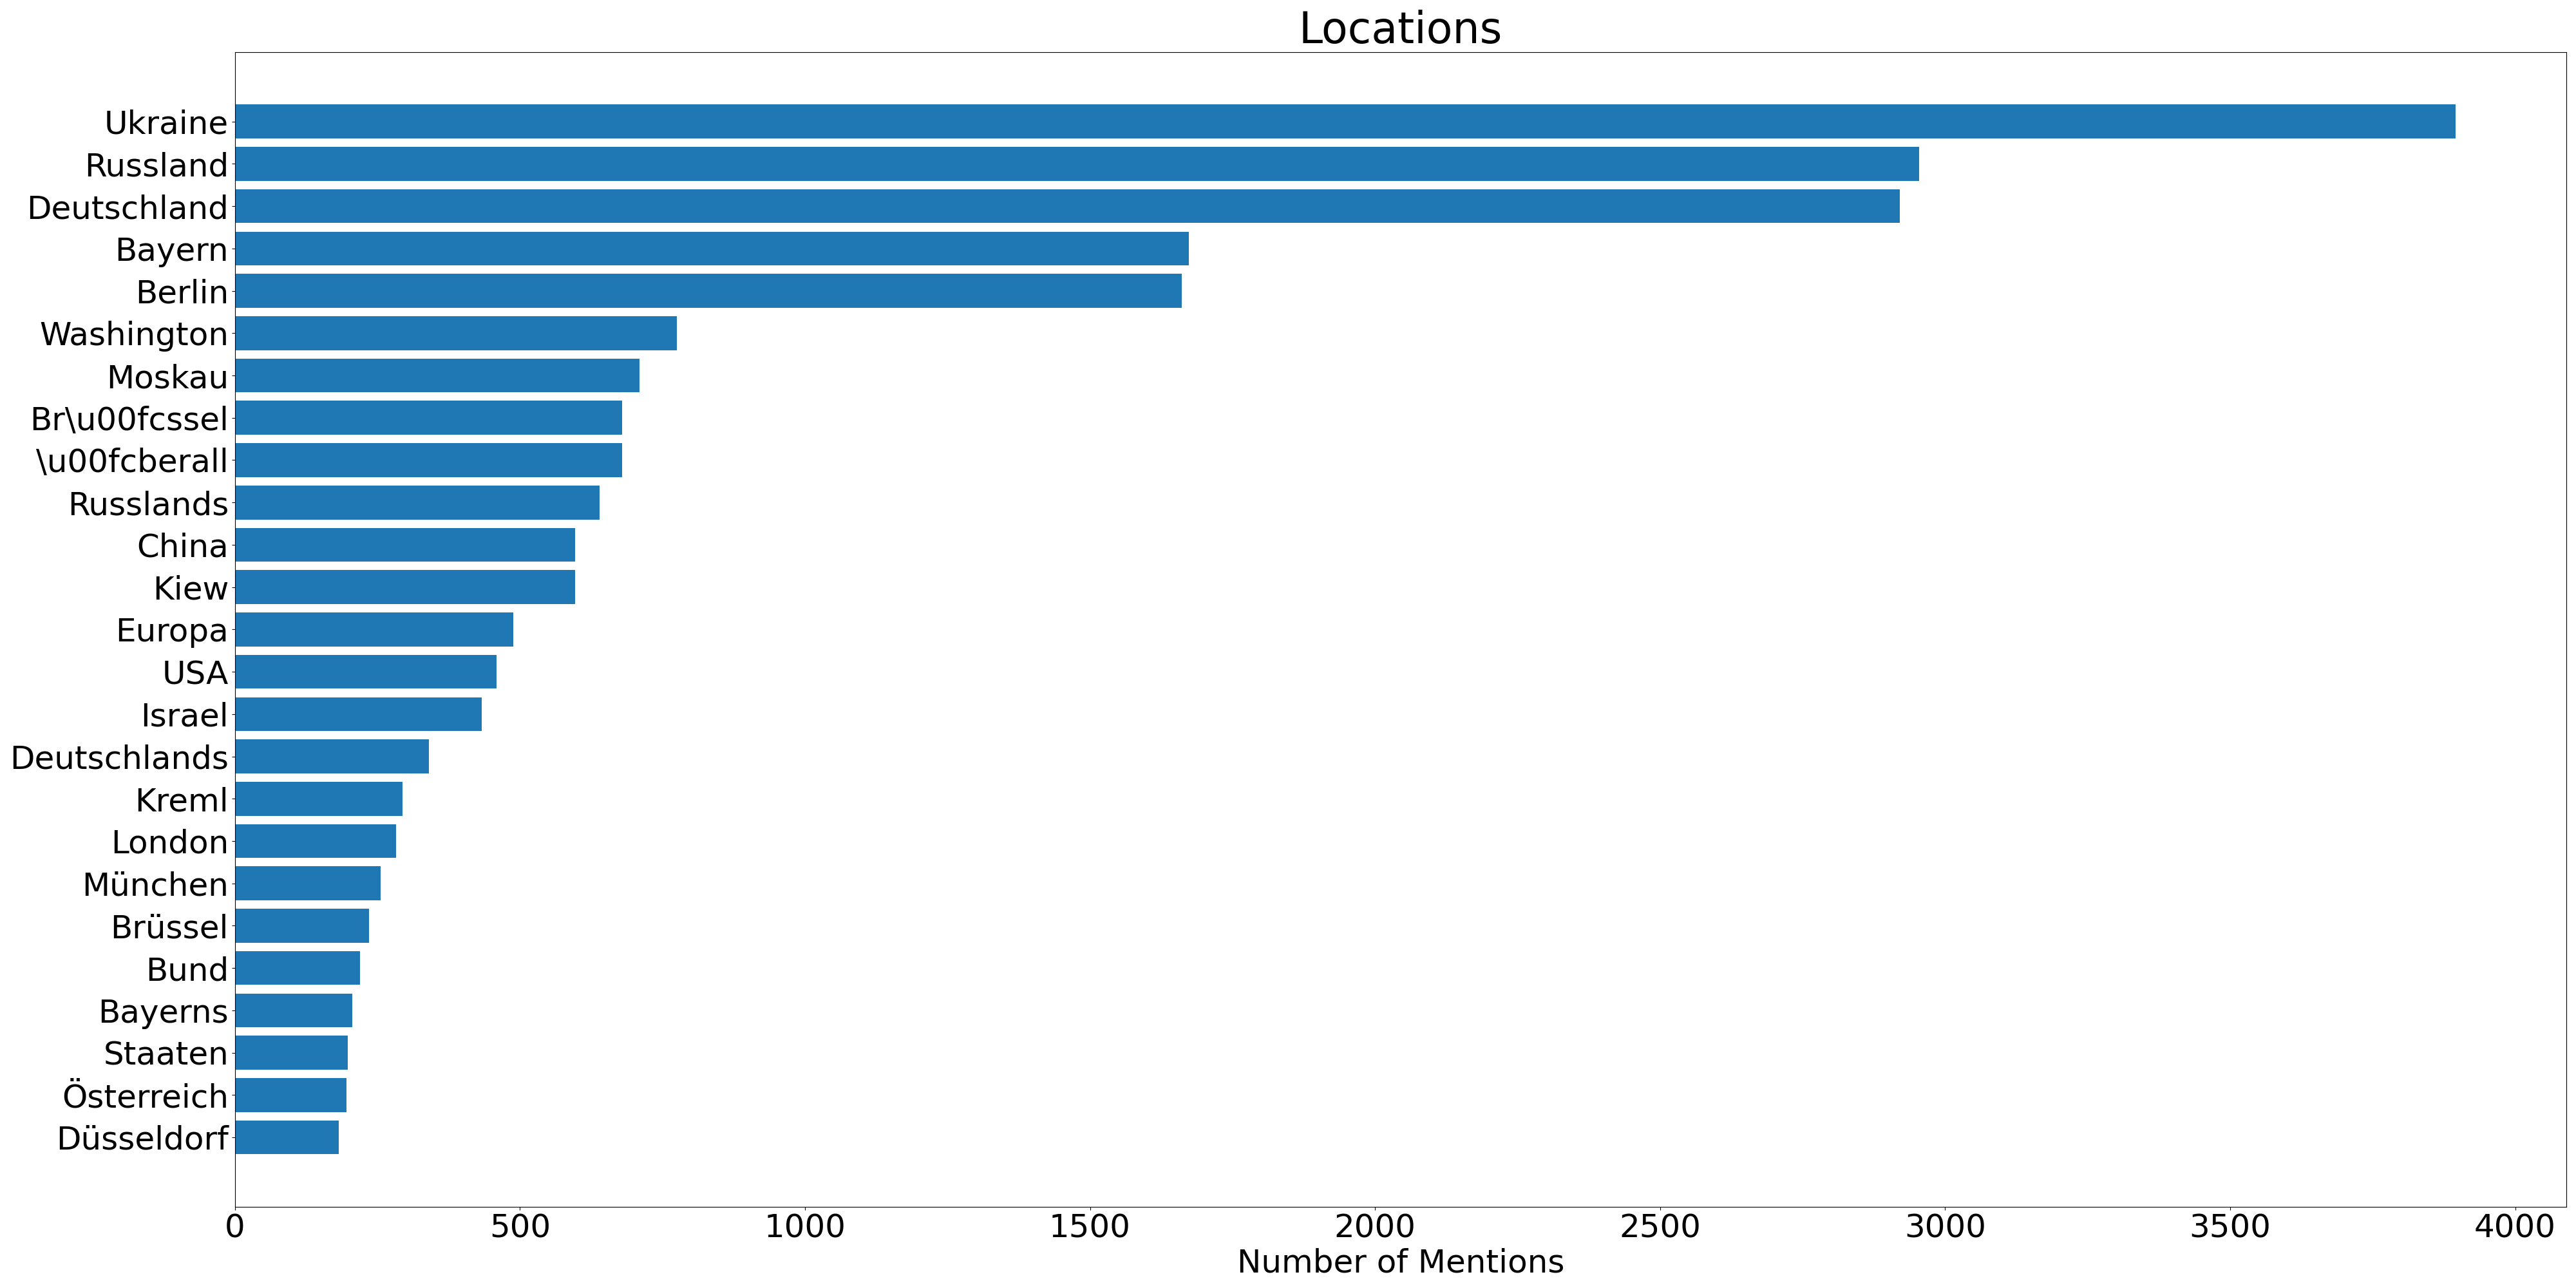 Locations
Ukraine
Russland
Deutschland
Bayern
Berlin
Washington
Moskau
Br\u00fcssel
\u00fcberall
Russlands
China
Kiew
Europa
USA
Israel
Deutschlands
Kreml
London
München
Brüssel
Bund
Bayerns
Staaten
Österreich
Düsseldorf
0 500 1000 1500 2000 2500 3000 3500 4000
Number of Mentions